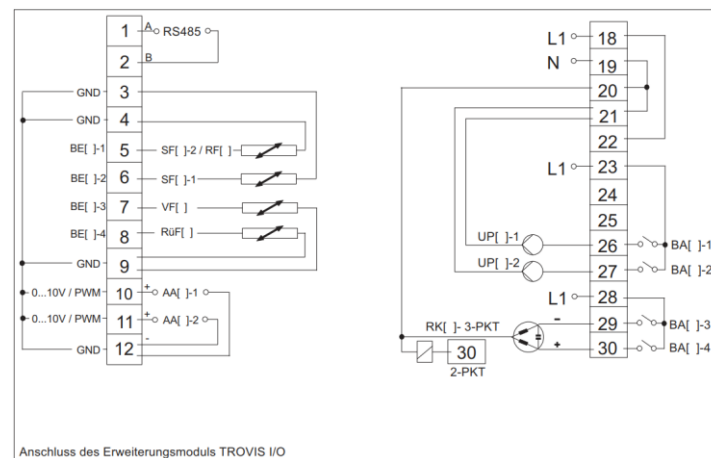 1 A RS485
2 B
GND 3
GND 4
BE[ ]-1 5 SF[ ]-2 / RF[ ]
BE[ ]-2 6 SF[ ]-1
BE[ ]-3 7 VF[ ]
BE[ ]-4 8 RüF[ ]
GND 9
0...10V / PWM 10 + AA[ ]-1
0...10V / PWM 11 + AA[ ]-2
GND 12 -
L1 18
N 19
20
21
22
L1 23
24
25
UP[ ]-1 26 BA[ ]-1
UP[ ]-2 27 BA[ ]-2
L1 28
RK[ ]- 3-PKT - 29 BA[ ]-3
+ 30 BA[ ]-4
30
2-PKT
Anschluss des Erweiterungsmoduls TROVIS I/O